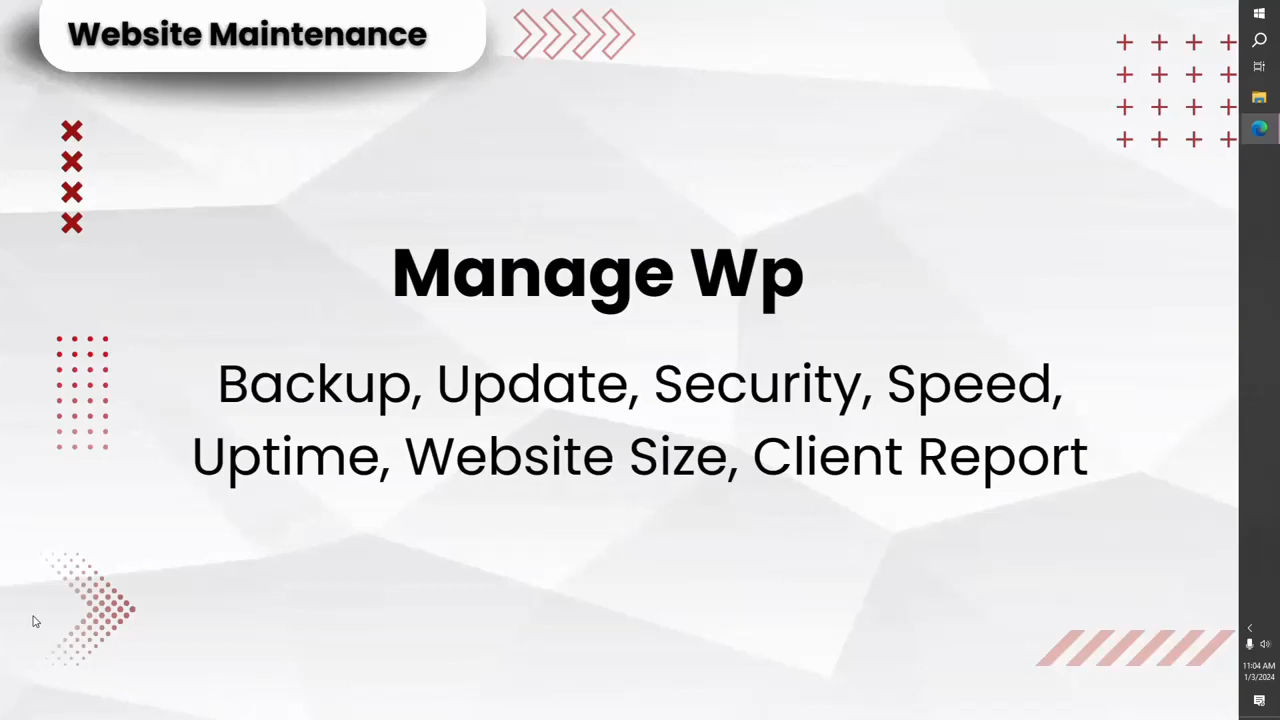 Website Maintenance
Manage Wp
Backup, Update, Security, Speed,
Uptime, Website Size, Client Report
11:04 AM
1/3/2024